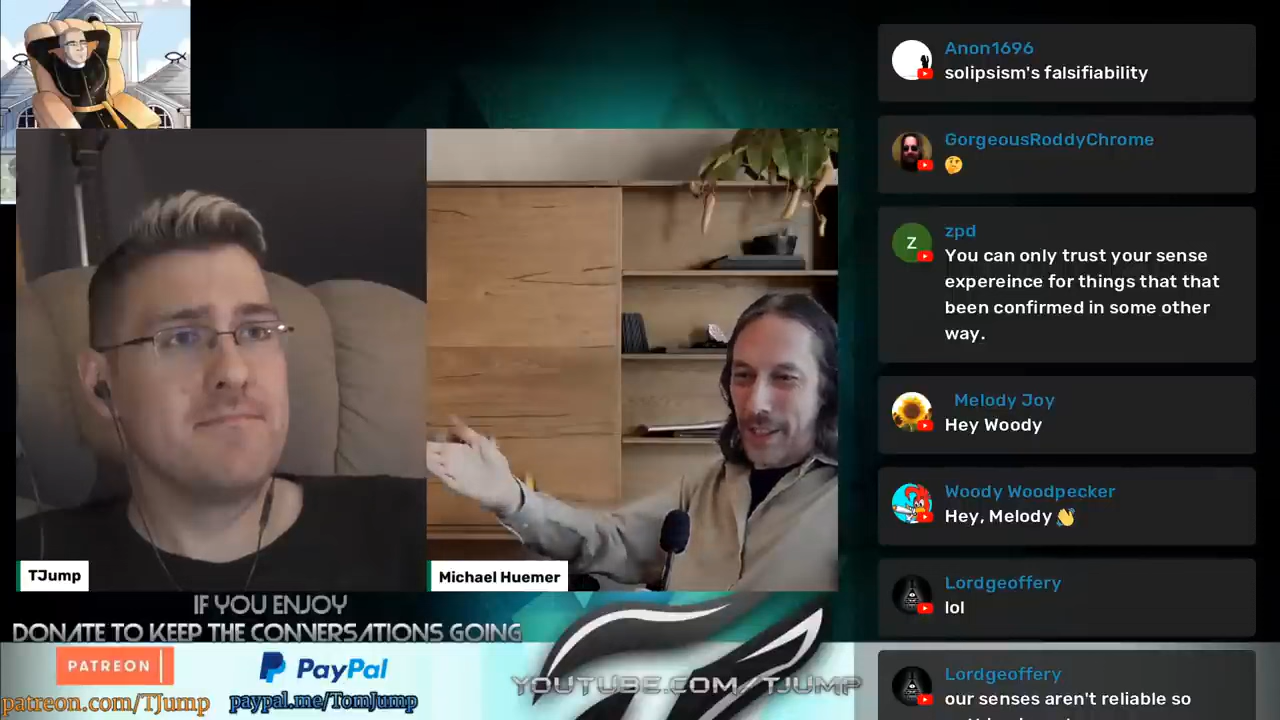 Anon1696
solipsism's falsifiability
GorgeousRoddyChrome
🤔
zpd
Z
You can only trust your sense
expereince for things that that
been confirmed in some other
way.
Melody Joy
Hey Woody
Woody Woodpecker
Hey, Melody 👋
Lordgeoffery
lol
Lordgeoffery
our senses aren't reliable so
TJump
Michael Huemer
IF YOU ENJOY
DONATE TO KEEP THE CONVERSATIONS GOING
PATREON
PayPal
patreon.com/TJump
paypal.me/TomJump
YOUTUBE.COM/TJUMP